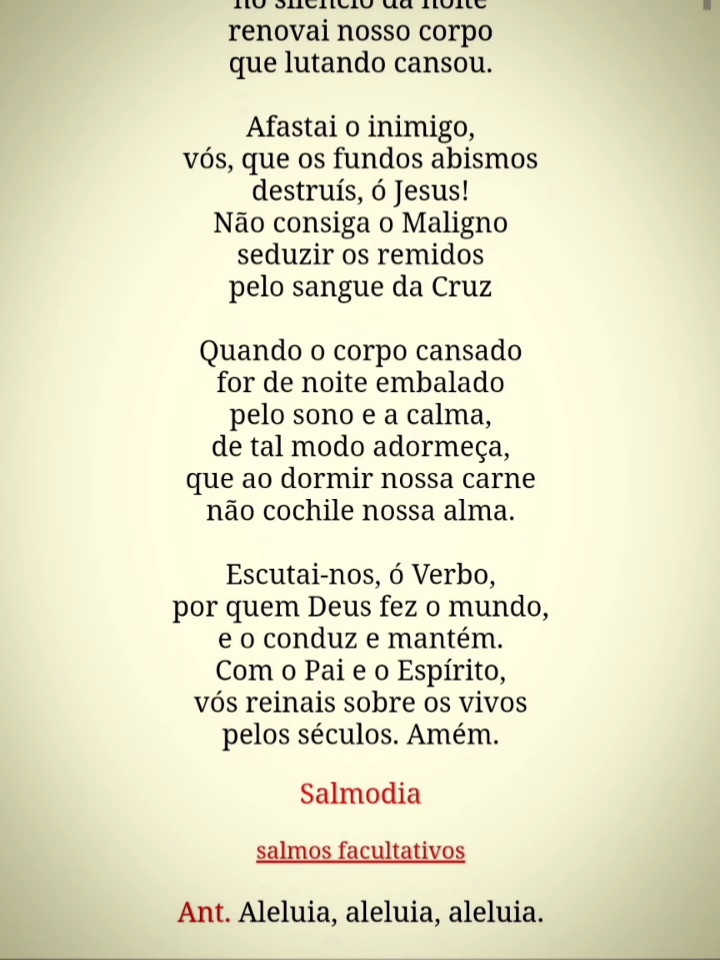 no silêncio da noite
renovai nosso corpo
que lutando cansou.
Afastai o inimigo,
vós, que os fundos abismos
destruís, ó Jesus!
Não consiga o Maligno
seduzir os remidos
pelo sangue da Cruz
Quando o corpo cansado
for de noite embalado
pelo sono e a calma,
de tal modo adormeça,
que ao dormir nossa carne
não cochile nossa alma.
Escutai-nos, ó Verbo,
por quem Deus fez o mundo,
e o conduz e mantém.
Com o Pai e o Espírito,
vós reinais sobre os vivos
pelos séculos. Amém.
Salmodia
salmos facultativos
Ant. Aleluia, aleluia, aleluia.